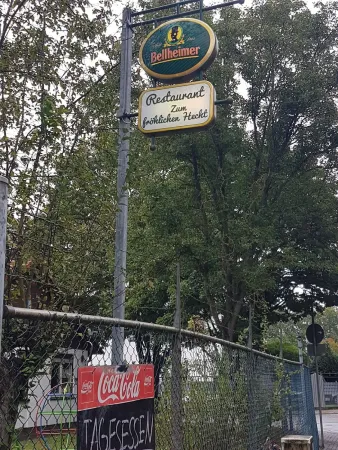 Bellheimer
Restaurant
Zum
fröhlichen Hecht
Coca-Cola
TAGESESSEN